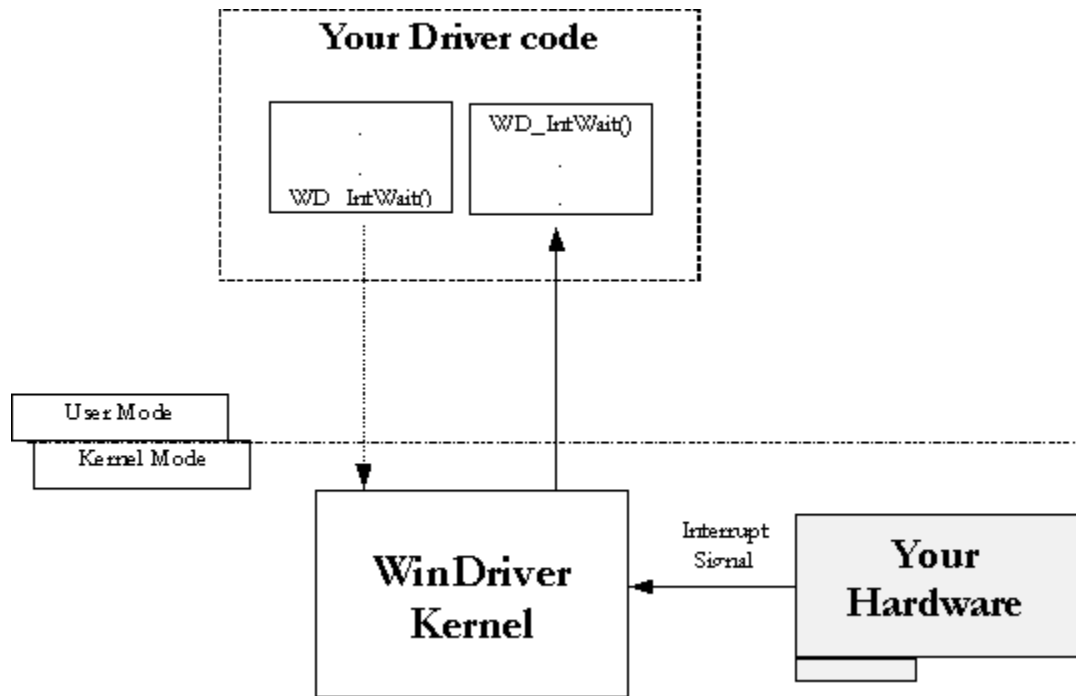 Your Driver code
.
.
WD_IntWait()
WD_IntWait()
.
.
User Mode
Kernel Mode
WinDriver
Kernel
Interrupt
Signal
Your
Hardware